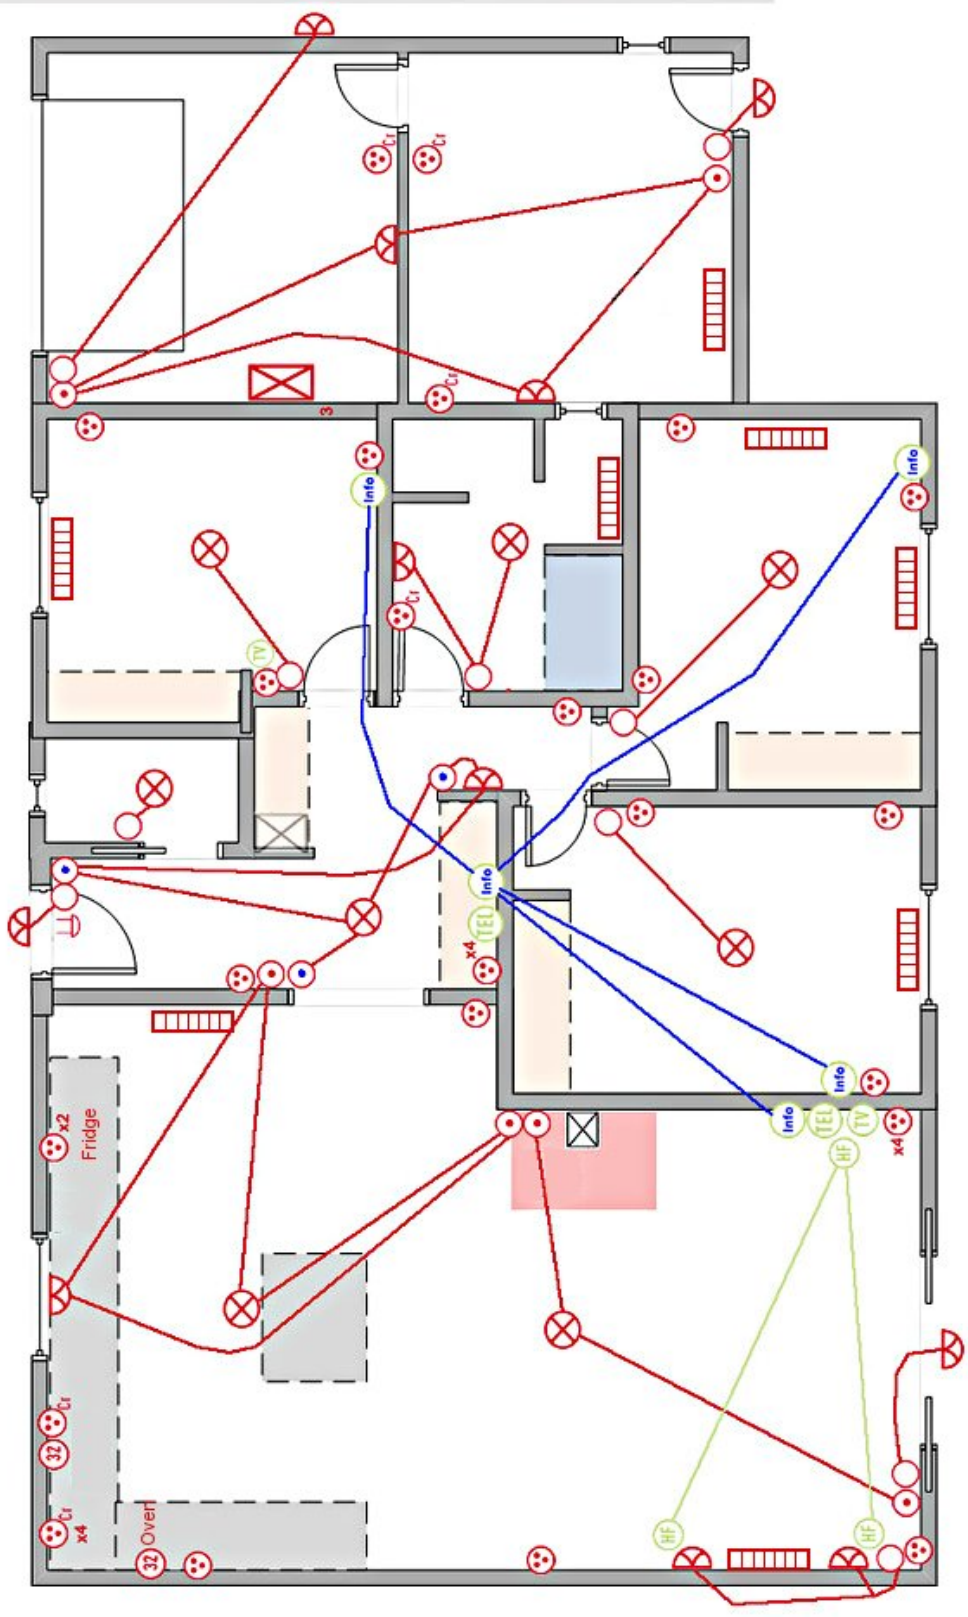 Cr
Cr
Cr
3
Info
Info
Cr
TV
Info
TEL
x4
Info
Info
TEL
TV
x4
HF
x2
Fridge
Cr
32
Cr
x4
Oven
32
HF
HF